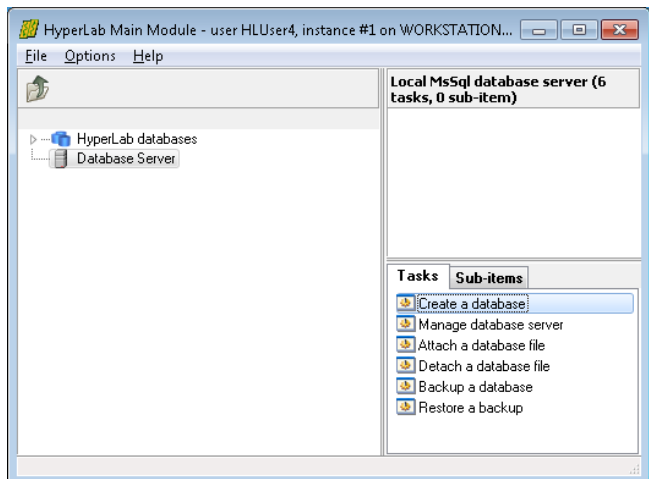 HyperLab Main Module - user HLUser4, instance #1 on WORKSTATION...
File Options Help
Local MsSql database server (6
tasks, 0 sub-item)
HyperLab databases
Database Server
Tasks Sub-items
Create a database
Manage database server
Attach a database file
Detach a database file
Backup a database
Restore a backup